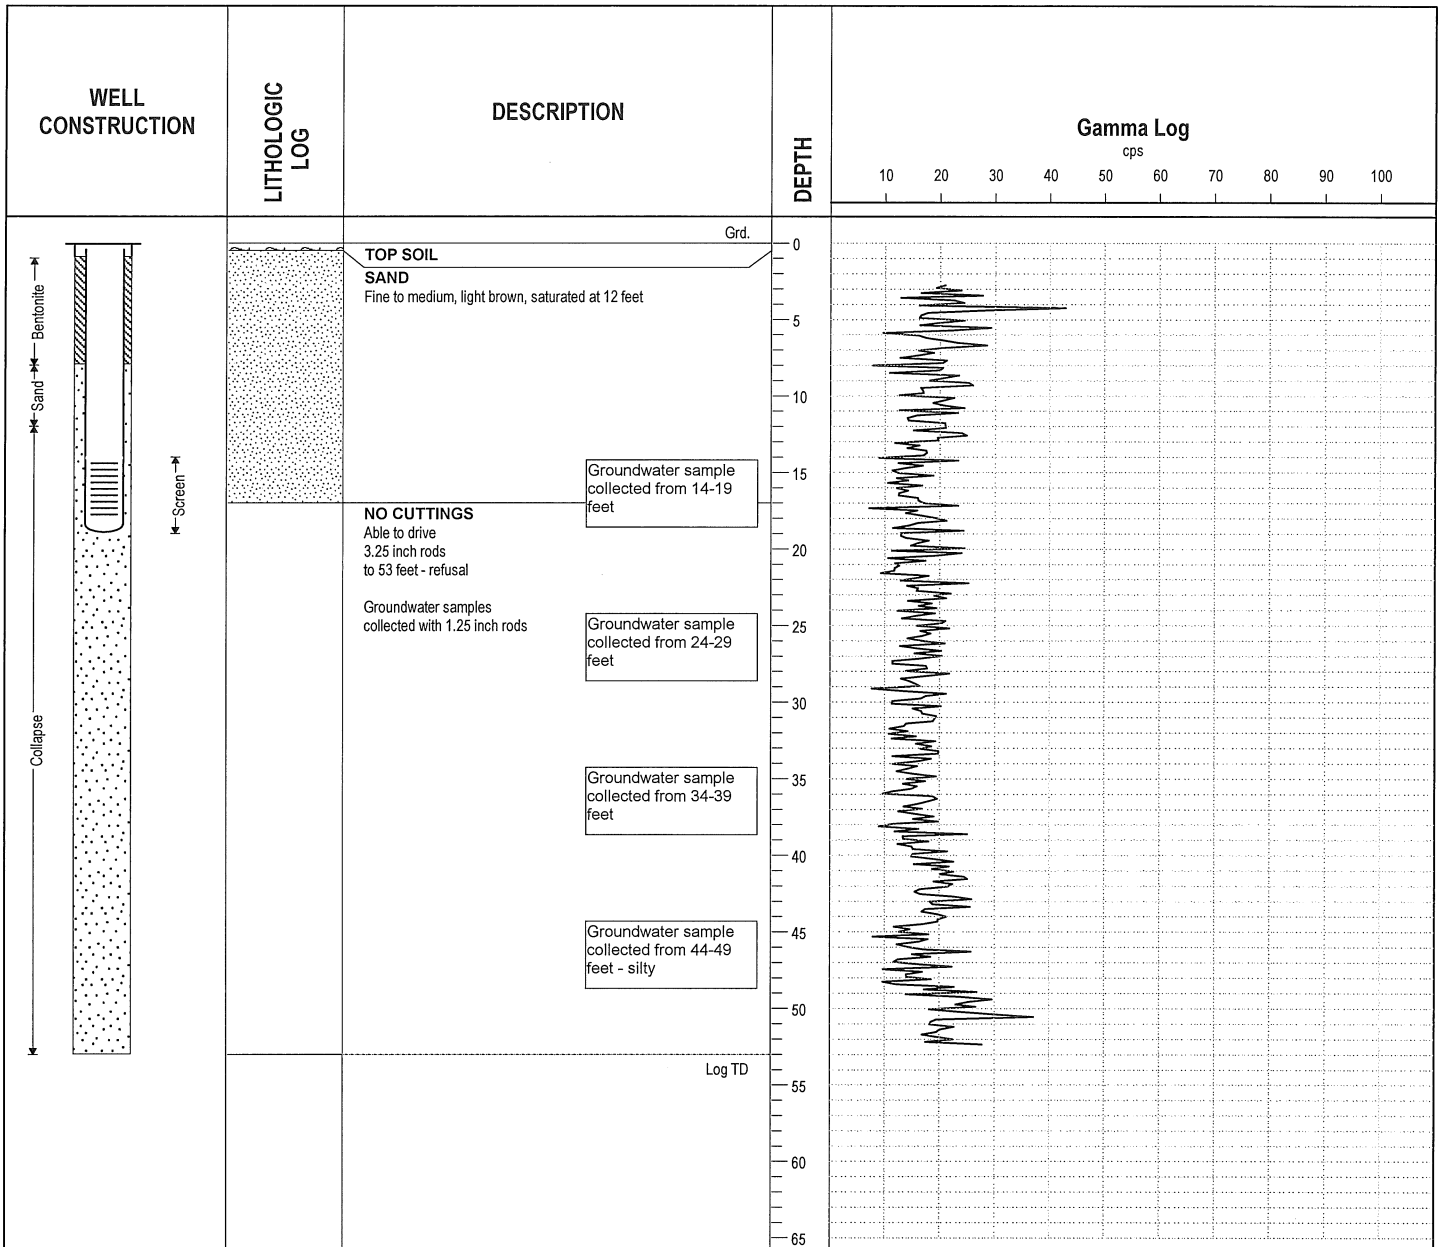 WELL
CONSTRUCTION
LITHOLOGIC
LOG
DESCRIPTION
DEPTH
Gamma Log
cps
10 20 30 40 50 60 70 80 90 100
Grd.
0
TOP SOIL
SAND
Fine to medium, light brown, saturated at 12 feet
Bentonite
5
Sand
10
Screen
Groundwater sample
collected from 14-19
feet
15
NO CUTTINGS
Able to drive
3.25 inch rods
to 53 feet - refusal
20
Groundwater samples
collected with 1.25 inch rods
Groundwater sample
collected from 24-29
feet
25
30
Collapse
Groundwater sample
collected from 34-39
feet
35
40
Groundwater sample
collected from 44-49
feet - silty
45
50
Log TD
55
60
65